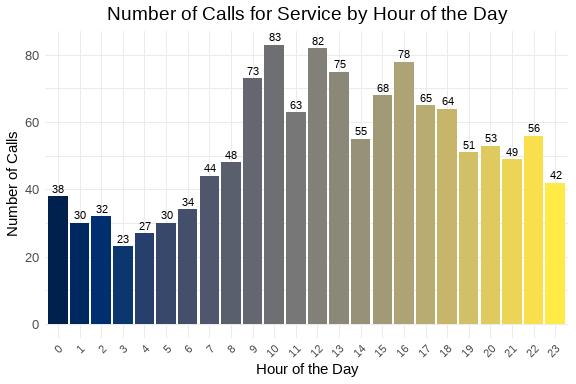 Number of Calls for Service by Hour of the Day
Number of Calls
80
60
40
20
0
38 30 32 23 27 30 34 44 48 73 83 63 82 75 55 68 78 65 64 51 53 49 56 42
0 1 2 3 4 5 6 7 8 9 10 11 12 13 14 15 16 17 18 19 20 21 22 23
Hour of the Day